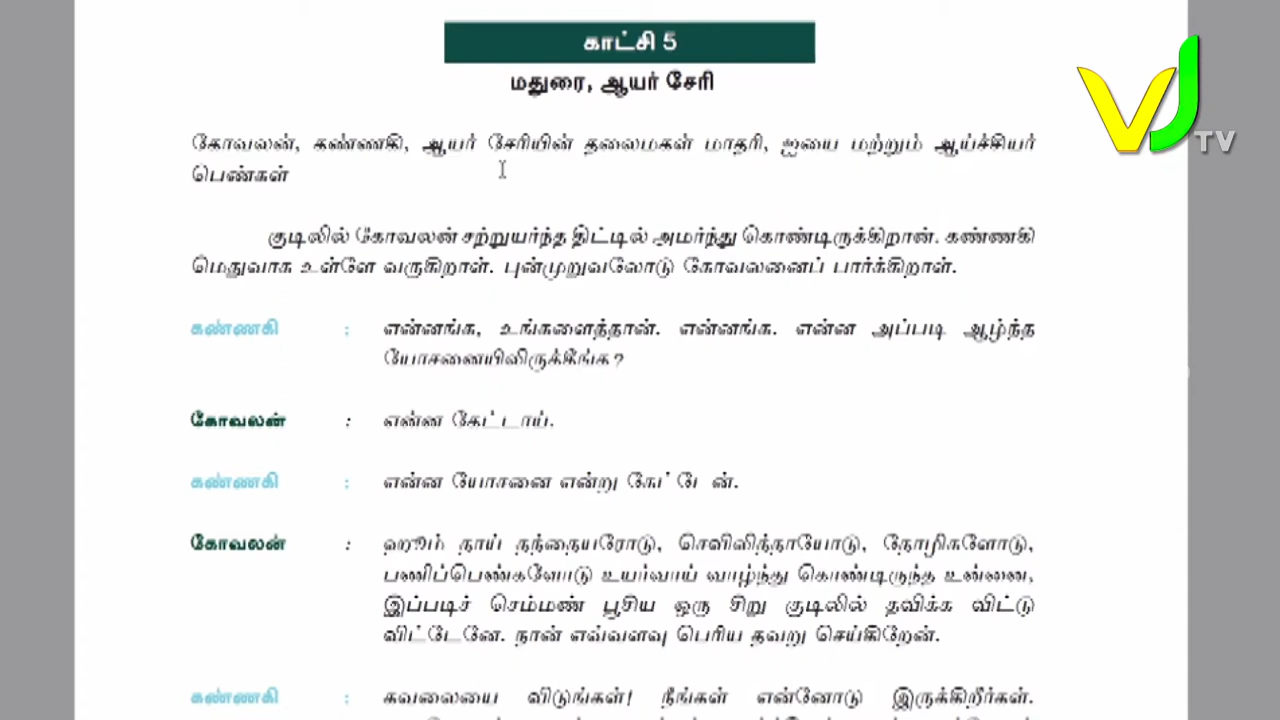 காட்சி 5
மதுரை, ஆயர் சேரி
VJ
TV
கோவலன், கண்ணகி, ஆயர் சேரியின் தலைமகள் மாதரி, ஐயை மற்றும் ஆய்ச்சியர்
பெண்கள்
குடிலில் கோவலன் சற்றுயர்ந்த திட்டில் அமர்ந்து கொண்டிருக்கிறான். கண்ணகி
மெதுவாக உள்ளே வருகிறாள். புன்முறுவலோடு கோவலனைப் பார்க்கிறாள்.
கண்ணகி : என்னங்க, உங்களைத்தான். என்னங்க. என்ன அப்படி ஆழ்ந்த
யோசனையிலிருக்கீங்க?
கோவலன் : என்ன கேட்டாய்.
கண்ணகி : என்ன யோசனை என்று கேட்டேன்.
கோவலன் : ஹூம் தாய் தந்தையரோடு, செவிலித்தாயோடு, தோழிகளோடு,
பணிப்பெண்களோடு உயர்வாய் வாழ்ந்து கொண்டிருந்த உன்னை,
இப்படிச் செம்மண் பூசிய ஒரு சிறு குடிலில் தவிக்க விட்டு
விட்டேனே. நான் எவ்வளவு பெரிய தவறு செய்கிறேன்.
கண்ணகி : கவலையை விடுங்கள்! நீங்கள் என்னோடு இருக்கிறீர்கள்.